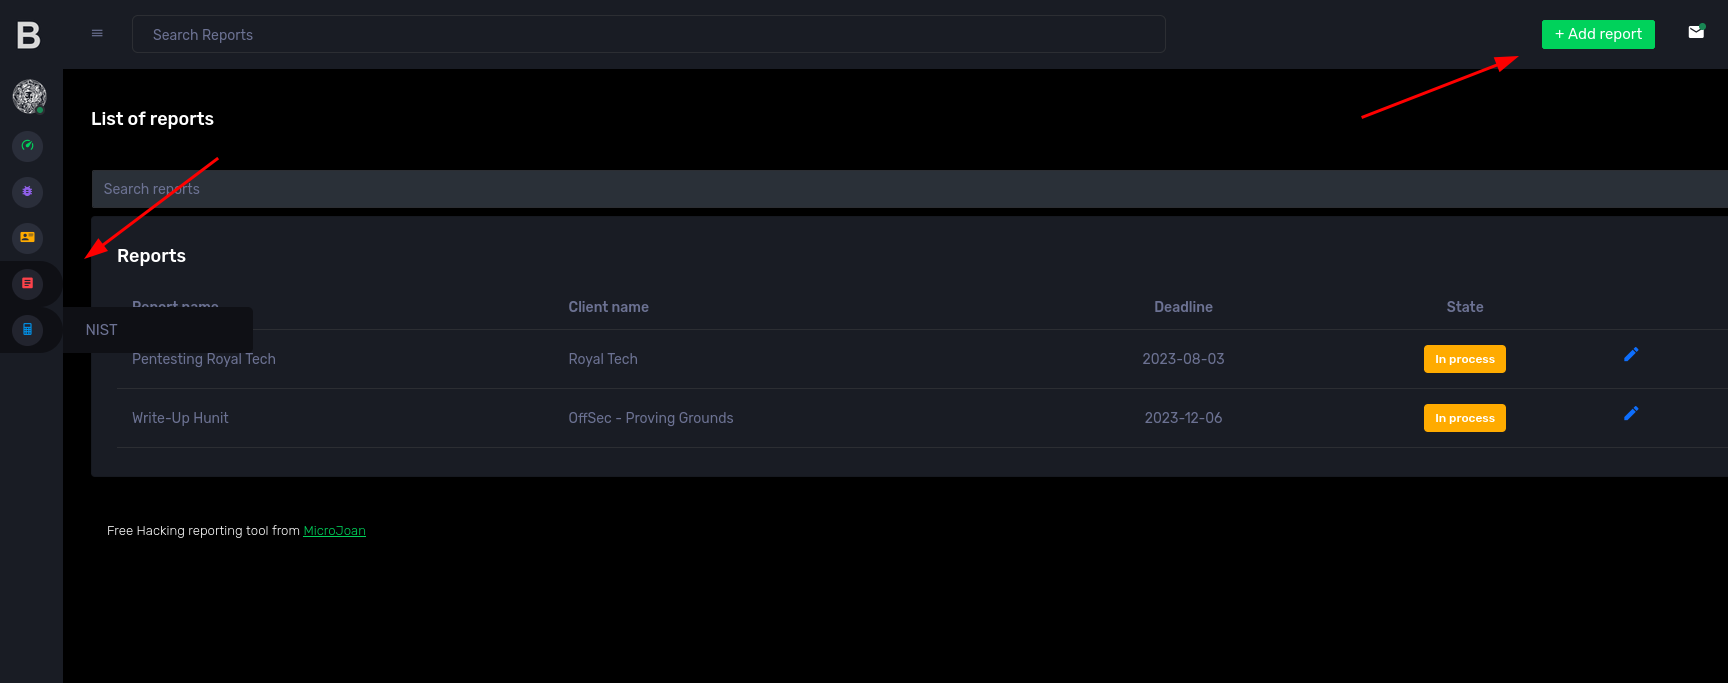 B
Search Reports
+ Add report
List of reports
Search reports
Reports
Report name Client name Deadline State
NIST
Pentesting Royal Tech Royal Tech 2023-08-03 In process
Write-Up Hunit OffSec - Proving Grounds 2023-12-06 In process
Free Hacking reporting tool from MicroJoan